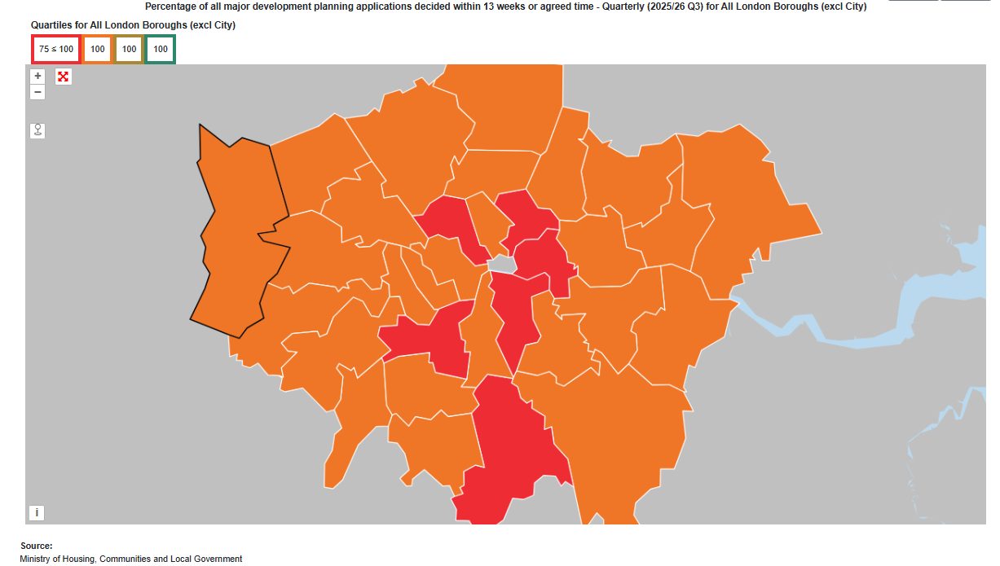 Percentage of all major development planning applications decided within 13 weeks or agreed time - Quarterly (2025/26 Q3) for All London Boroughs (excl City)
Quartiles for All London Boroughs (excl City)
75 ≤ 100 100 100 100
+
−
i
Source:
Ministry of Housing, Communities and Local Government